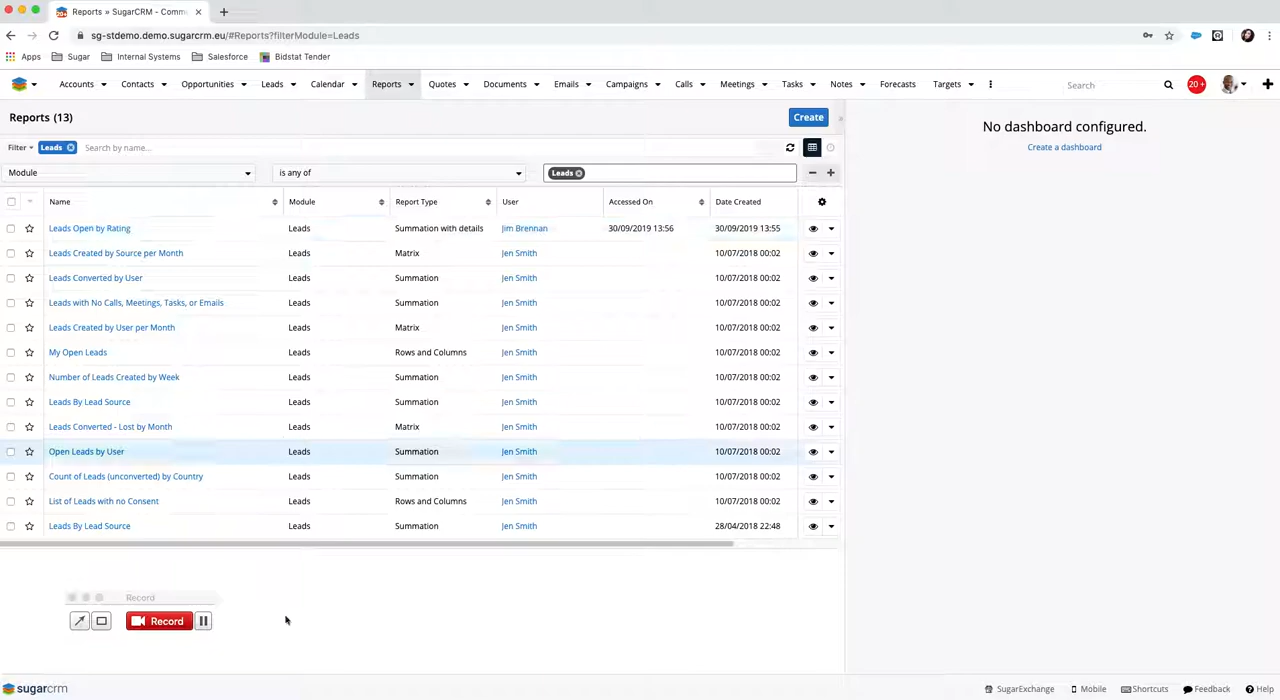 Reports » SugarCRM - Comm
sg-stdemo.demo.sugarcrm.eu/#Reports?filterModule=Leads
Apps Sugar Internal Systems Salesforce Bidstat Tender
Accounts Contacts Opportunities Leads Calendar Reports Quotes Documents Emails Campaigns Calls Meetings Tasks Notes Forecasts Targets Search 20+
Reports (13) Create
No dashboard configured.
Create a dashboard
Filter Leads Search by name...
Module is any of Leads
Name Module Report Type User Accessed On Date Created
Leads Open by Rating Leads Summation with details Jim Brennan 30/09/2019 13:56 30/09/2019 13:55
Leads Created by Source per Month Leads Matrix Jen Smith 10/07/2018 00:02
Leads Converted by User Leads Summation Jen Smith 10/07/2018 00:02
Leads with No Calls, Meetings, Tasks, or Emails Leads Summation Jen Smith 10/07/2018 00:02
Leads Created by User per Month Leads Matrix Jen Smith 10/07/2018 00:02
My Open Leads Leads Rows and Columns Jen Smith 10/07/2018 00:02
Number of Leads Created by Week Leads Summation Jen Smith 10/07/2018 00:02
Leads By Lead Source Leads Summation Jen Smith 10/07/2018 00:02
Leads Converted - Lost by Month Leads Matrix Jen Smith 10/07/2018 00:02
Open Leads by User Leads Summation Jen Smith 10/07/2018 00:02
Count of Leads (unconverted) by Country Leads Summation Jen Smith 10/07/2018 00:02
List of Leads with no Consent Leads Rows and Columns Jen Smith 10/07/2018 00:02
Leads By Lead Source Leads Summation Jen Smith 28/04/2018 22:48
Record
Record
sugarcrm SugarExchange Mobile Shortcuts Feedback Help